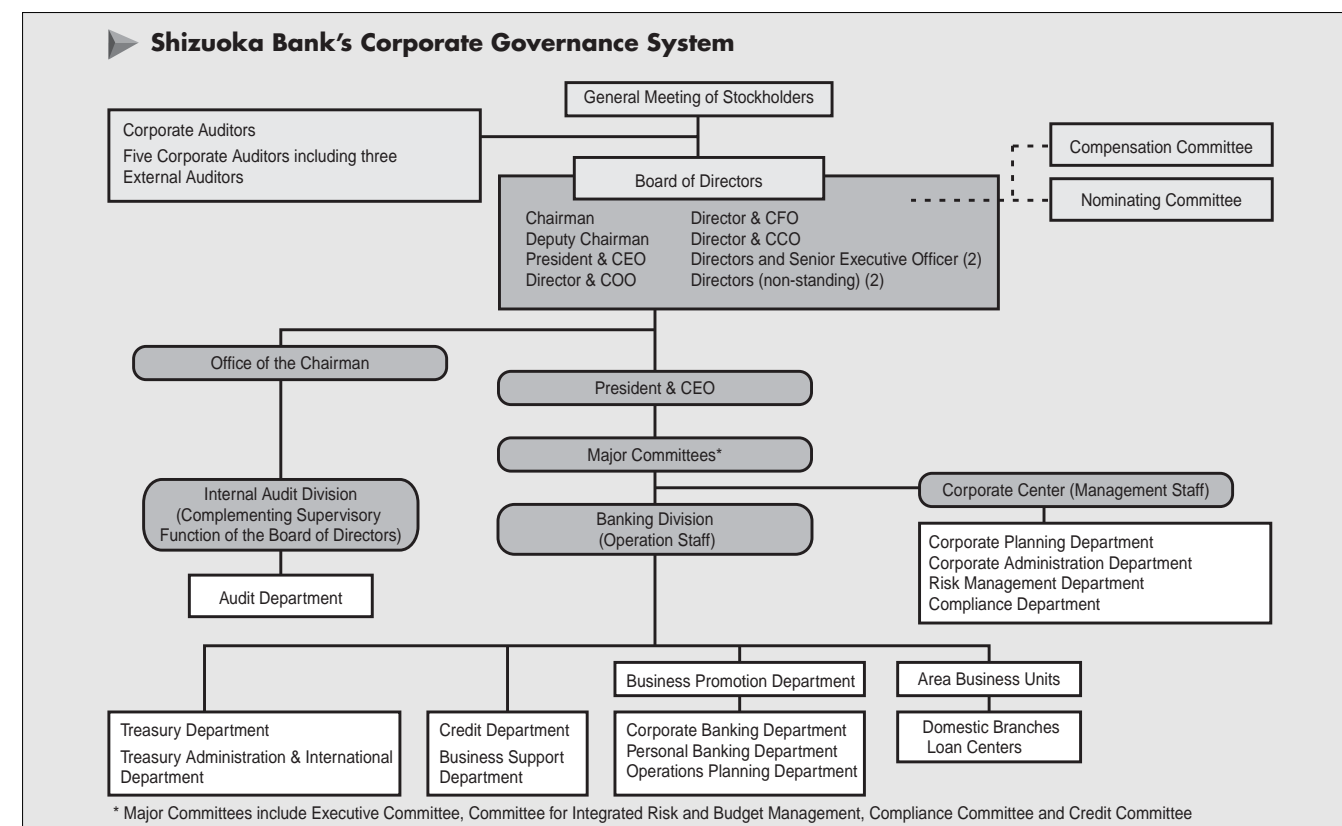 Shizuoka Bank's Corporate Governance System
General Meeting of Stockholders
Corporate Auditors
Five Corporate Auditors including three
External Auditors
Compensation Committee
Nominating Committee
Board of Directors
Chairman
Deputy Chairman
President & CEO
Director & COO
Director & CFO
Director & CCO
Directors and Senior Executive Officer (2)
Directors (non-standing) (2)
Office of the Chairman
President & CEO
Major Committees*
Internal Audit Division
(Complementing Supervisory
Function of the Board of Directors)
Banking Division
(Operation Staff)
Corporate Center (Management Staff)
Corporate Planning Department
Corporate Administration Department
Risk Management Department
Compliance Department
Audit Department
Business Promotion Department
Area Business Units
Treasury Department
Treasury Administration & International
Department
Credit Department
Business Support
Department
Corporate Banking Department
Personal Banking Department
Operations Planning Department
Domestic Branches
Loan Centers
* Major Committees include Executive Committee, Committee for Integrated Risk and Budget Management, Compliance Committee and Credit Committee